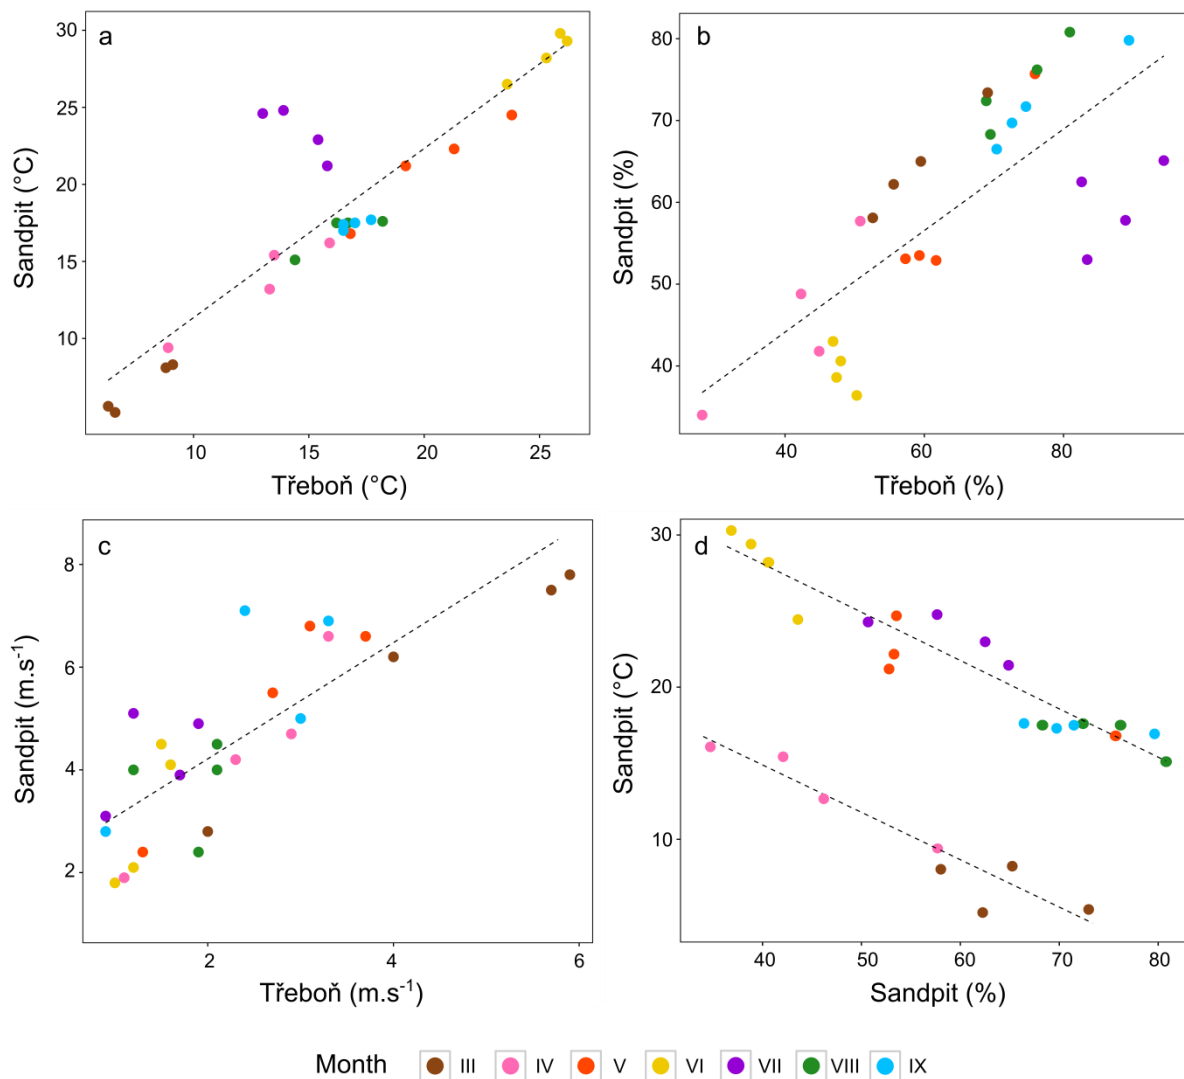 a
30
25
20
15
10
Sandpit (°C)
10 15 20 25
Třeboň (°C)
b
80
70
60
50
40
Sandpit (%)
40 60 80
Třeboň (%)
c
8
6
4
2
Sandpit (m.s⁻¹)
2 4 6
Třeboň (m.s⁻¹)
d
30
20
10
Sandpit (°C)
40 50 60 70 80
Sandpit (%)
Month III IV V VI VII VIII IX